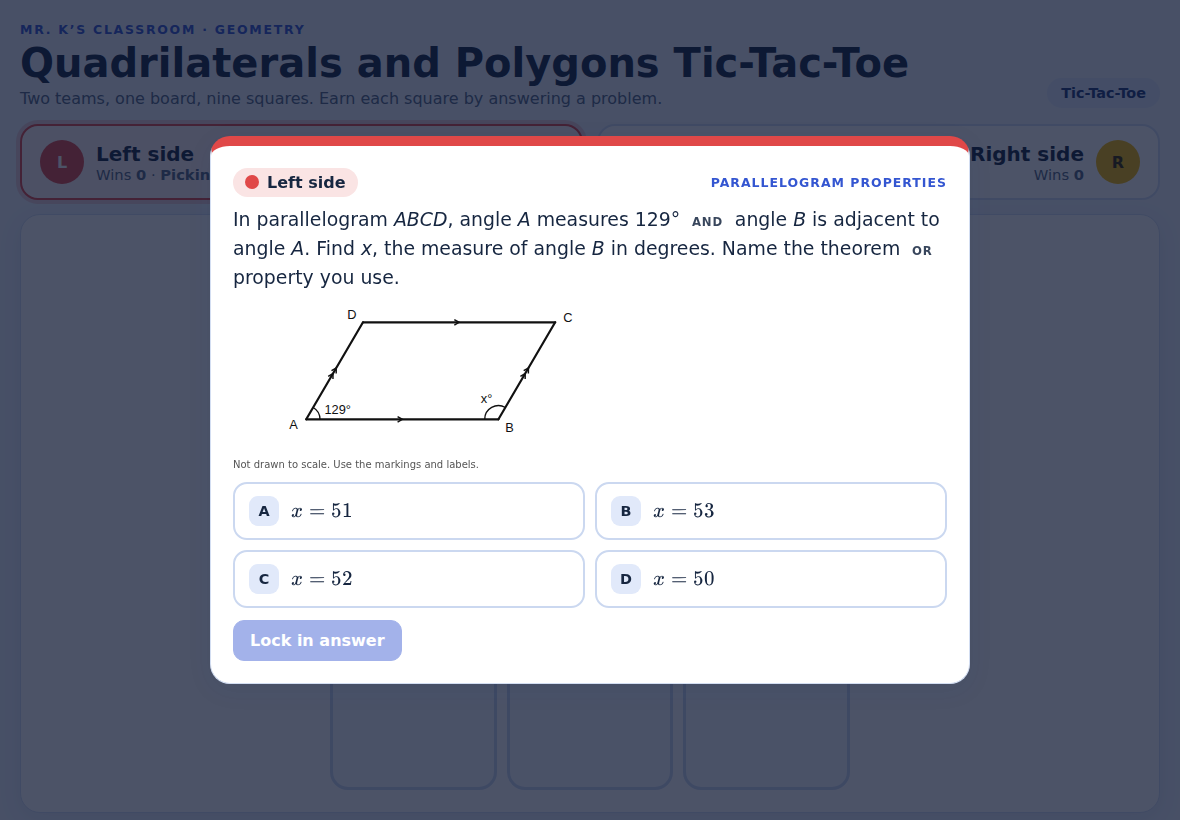 MR. K'S CLASSROOM · GEOMETRY
Quadrilaterals and Polygons Tic-Tac-Toe
Two teams, one board, nine squares. Earn each square by answering a problem.
Tic-Tac-Toe
L
Left side
Wins 0 · Pickin
Right side
Wins 0
R
Left side
PARALLELOGRAM PROPERTIES
In parallelogram ABCD, angle A measures 129° AND angle B is adjacent to
angle A. Find x, the measure of angle B in degrees. Name the theorem OR
property you use.
D
C
129°
x°
A
B
Not drawn to scale. Use the markings and labels.
A x = 51
B x = 53
C x = 52
D x = 50
Lock in answer